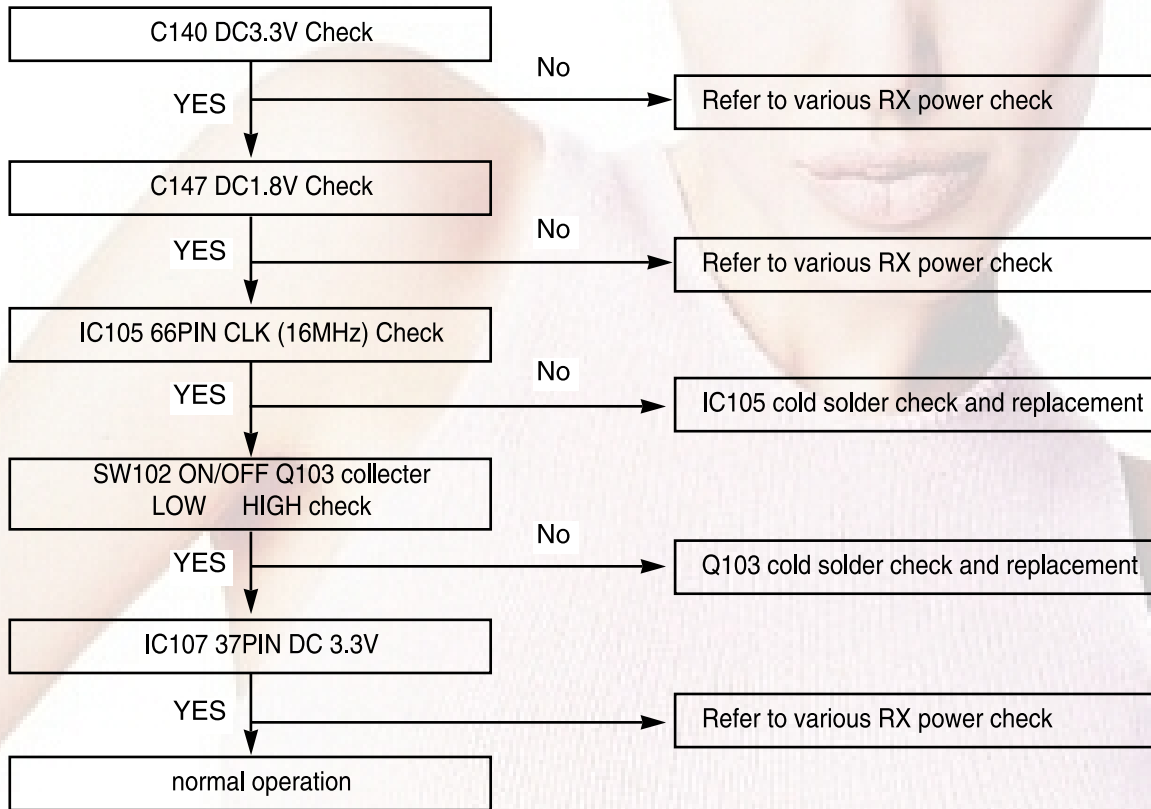 C140 DC3.3V Check
No
YES
Refer to various RX power check
C147 DC1.8V Check
No
YES
Refer to various RX power check
IC105 66PIN CLK (16MHz) Check
No
YES
IC105 cold solder check and replacement
SW102 ON/OFF Q103 collecter
LOW HIGH check
No
YES
Q103 cold solder check and replacement
IC107 37PIN DC 3.3V
YES
Refer to various RX power check
normal operation